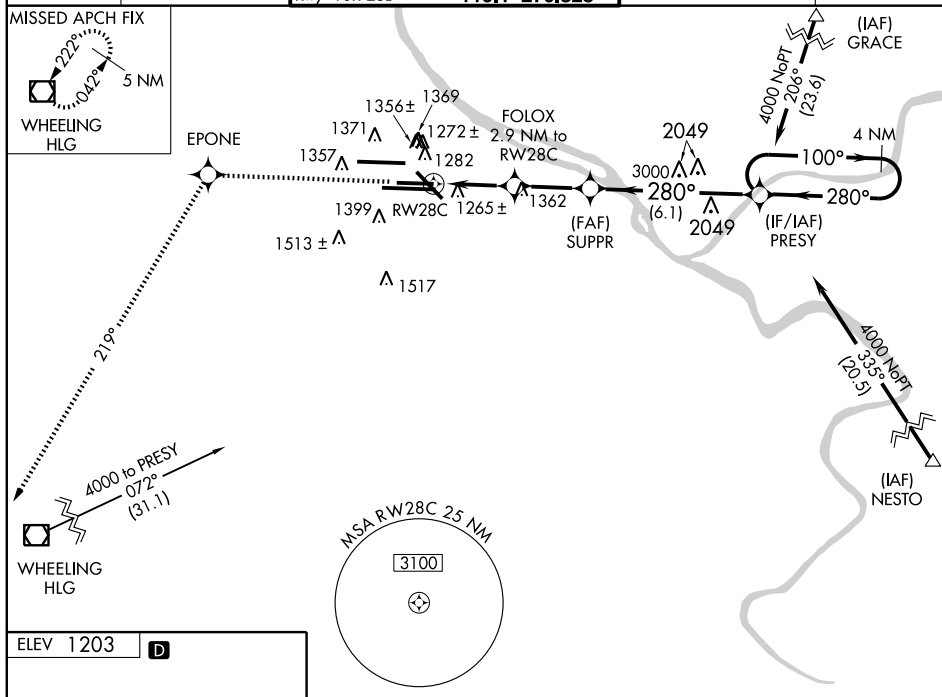 MISSED APCH FIX
222°
042°
5 NM
WHEELING
HLG
(IAF)
GRACE
4000 NoPT
206°
(23.6)
1356 ±
1369
1371
1272 ±
1282
1357
EPONE
FOLOX
2.9 NM to
RW28C
2049
3000
4 NM
100°
280°
280°
(6.1)
2049
(IF/IAF)
PRESY
RW28C
1265 ±
1362
(FAF)
SUPPR
1399
1513 ±
1517
219°
4000 NoPT
335°
(20.5)
(IAF)
NESTO
4000 to PRESY
072°
(31.1)
WHEELING
HLG
MSA RW28C 25 NM
3100
ELEV 1203
D